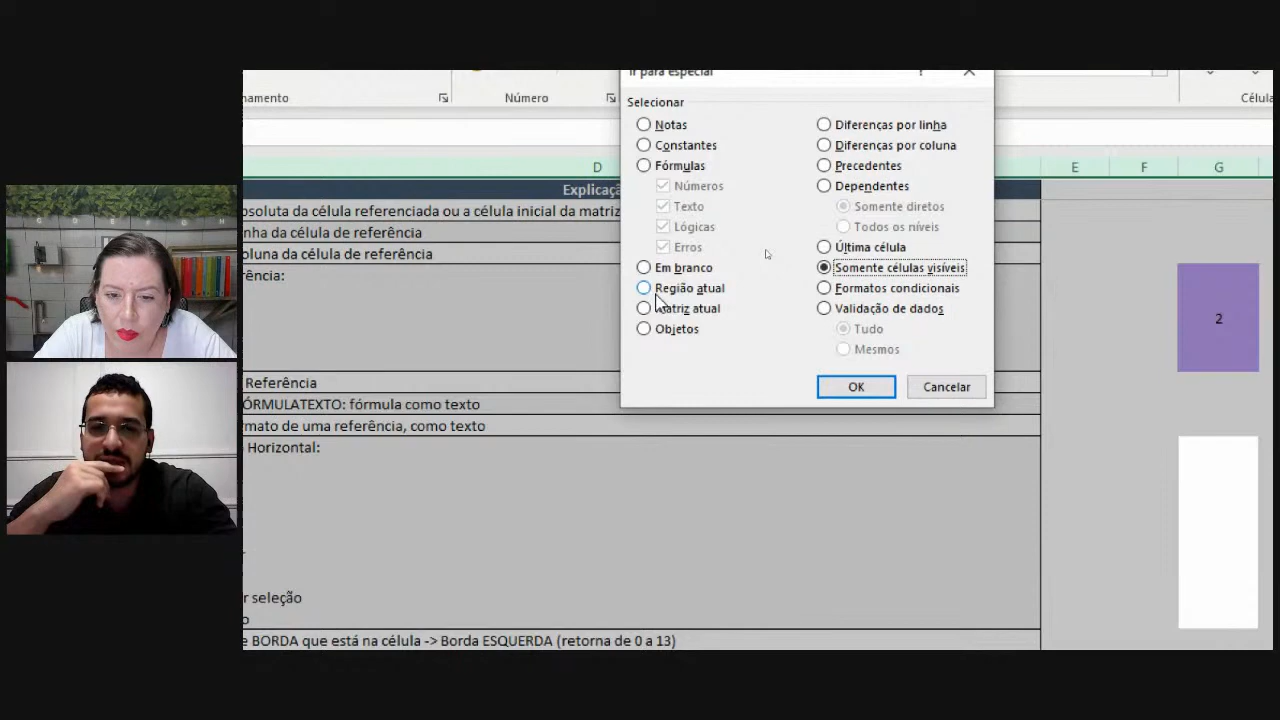 namento
Número
Célula
Ir para especial
?
Selecionar
Notas
Constantes
Fórmulas
Números
Texto
Lógicas
Erros
Em branco
Região atual
Matriz atual
Objetos
Diferenças por linha
Diferenças por coluna
Precedentes
Dependentes
Somente diretos
Todos os níveis
Última célula
Somente células visíveis
Formatos condicionais
Validação de dados
Tudo
Mesmos
OK
Cancelar
D
E
F
G
Explicaçã
bsoluta da célula referenciada ou a célula inicial da matriz
nha da célula de referência
oluna da célula de referência
rência:
2
Referência
ÓRMULATEXTO: fórmula como texto
rmato de uma referência, como texto
Horizontal:
r seleção
o
e BORDA que está na célula -> Borda ESQUERDA (retorna de 0 a 13)